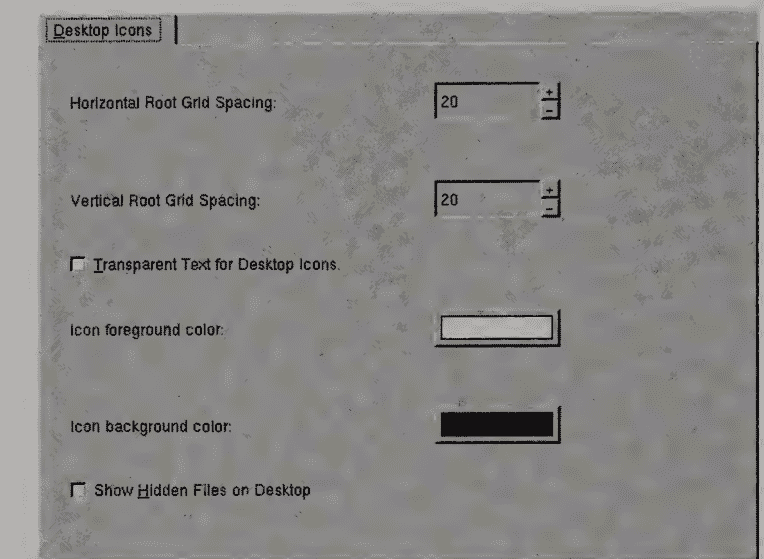 Desktop Icons
Horizontal Root Grid Spacing: 20 + -
Vertical Root Grid Spacing: 20 + -
Transparent Text for Desktop Icons.
Icon foreground color:
Icon background color:
Show Hidden Files on Desktop